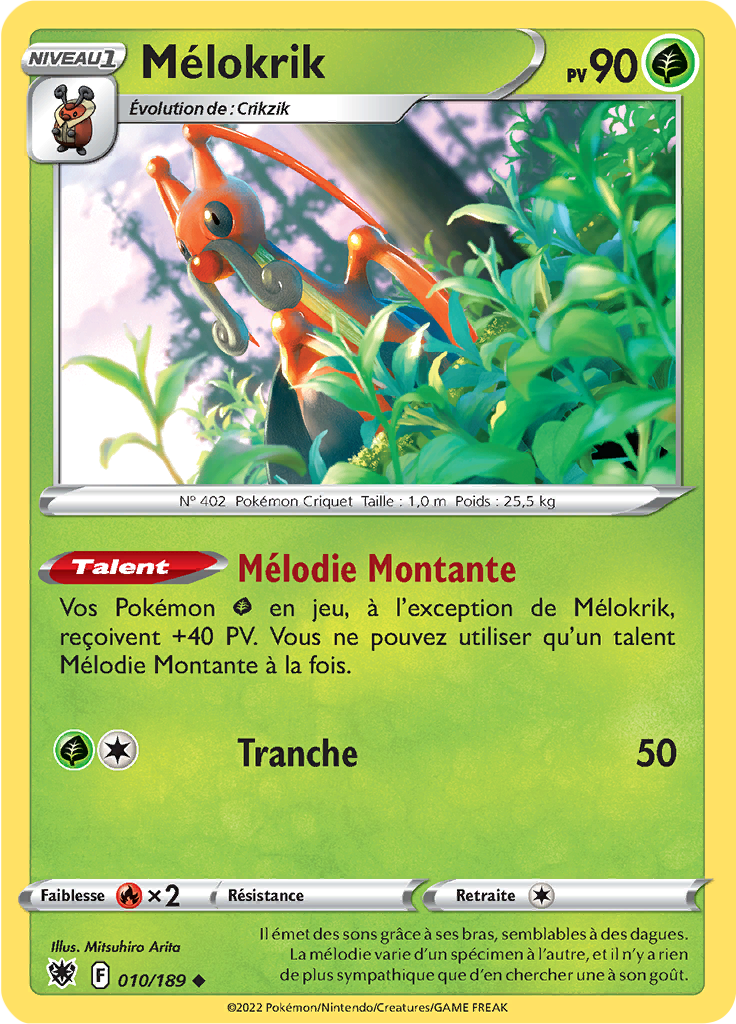 NIVEAU 1
Mélokrik
PV 90
Évolution de : Crikzik
N° 402 Pokémon Criquet Taille : 1,0 m Poids : 25,5 kg
Talent Mélodie Montante
Vos Pokémon en jeu, à l'exception de Mélokrik,
reçoivent +40 PV. Vous ne pouvez utiliser qu'un talent
Mélodie Montante à la fois.
Tranche 50
Faiblesse ×2 Résistance Retraite
Illus. Mitsuhiro Arita
Il émet des sons grâce à ses bras, semblables à des dagues.
La mélodie varie d'un spécimen à l'autre, et il n'y a rien
de plus sympathique que d'en chercher une à son goût.
F 010/189
©2022 Pokémon/Nintendo/Creatures/GAME FREAK